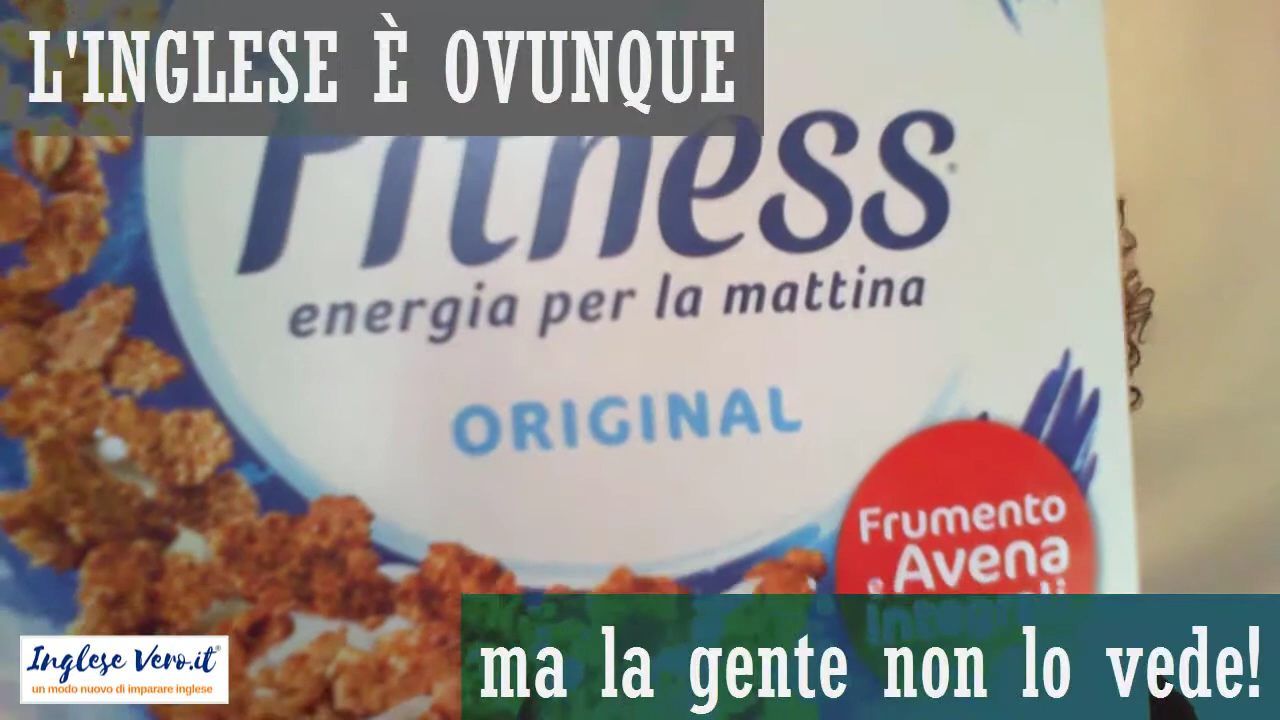 L'INGLESE È OVUNQUE
Fitness®
energia per la mattina
ORIGINAL
Frumento
e Avena
integrali
Inglese Vero.it®
un modo nuovo di imparare inglese
ma la gente non lo vede!